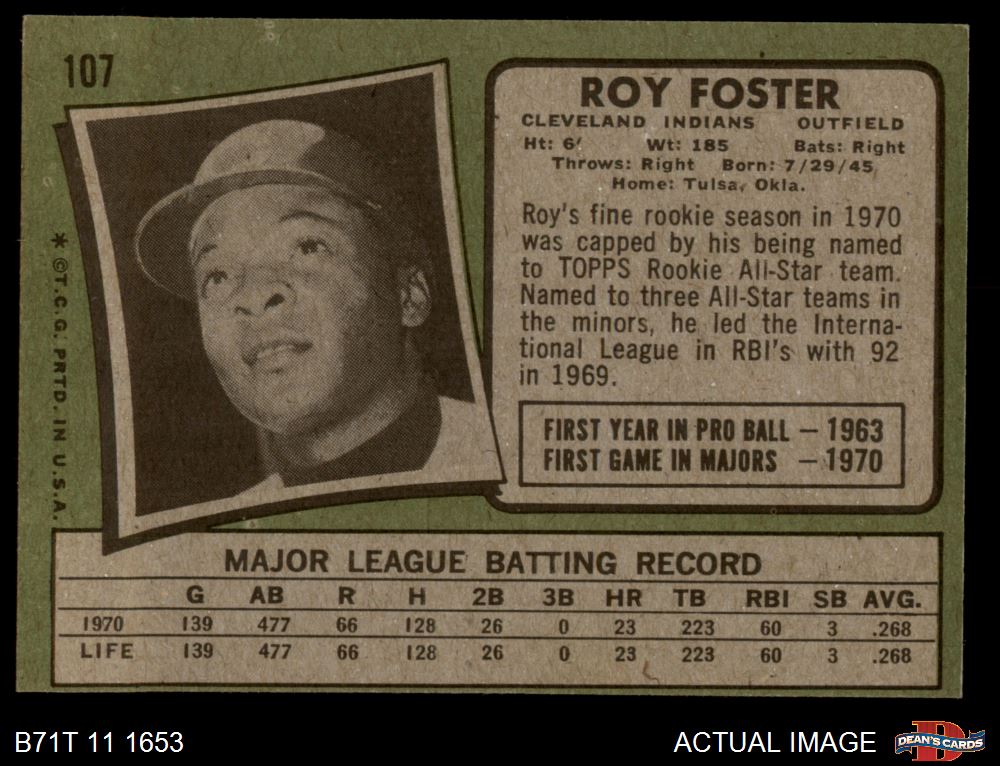 107
ROY FOSTER
CLEVELAND INDIANS OUTFIELD
Ht: 6' Wt: 185 Bats: Right
Throws: Right Born: 7/29/45
Home: Tulsa, Okla.
Roy's fine rookie season in 1970
was capped by his being named
to TOPPS Rookie All-Star team.
Named to three All-Star teams in
the minors, he led the Interna-
tional League in RBI's with 92
in 1969.
FIRST YEAR IN PRO BALL — 1963
FIRST GAME IN MAJORS — 1970
* ©T.C.G. PRTD. IN U.S.A.
MAJOR LEAGUE BATTING RECORD
G AB R H 2B 3B HR TB RBI SB AVG.
1970 139 477 66 128 26 0 23 223 60 3 .268
LIFE 139 477 66 128 26 0 23 223 60 3 .268
B71T 11 1653
ACTUAL IMAGE
DEAN'S CARDS